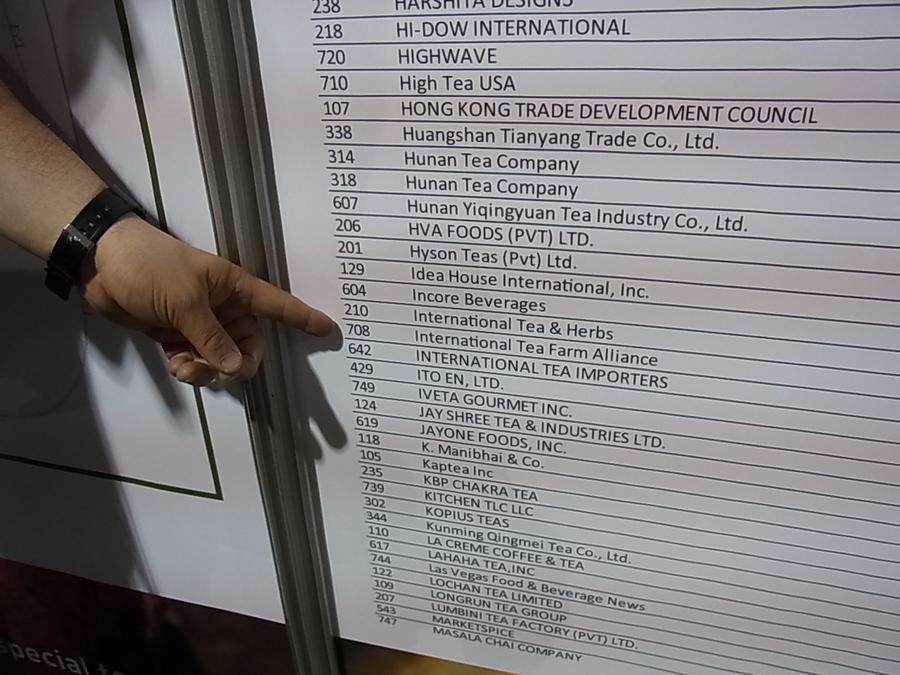 238 HARSHITA DESIGNS
218 HI-DOW INTERNATIONAL
720 HIGHWAVE
710 High Tea USA
107 HONG KONG TRADE DEVELOPMENT COUNCIL
338 Huangshan Tianyang Trade Co., Ltd.
314 Hunan Tea Company
318 Hunan Tea Company
607 Hunan Yiqingyuan Tea Industry Co., Ltd.
206 HVA FOODS (PVT) LTD.
201 Hyson Teas (Pvt) Ltd.
129 Idea House International, Inc.
604 Incore Beverages
210 International Tea & Herbs
708 International Tea Farm Alliance
642 INTERNATIONAL TEA IMPORTERS
429 ITO EN, LTD.
749 IVETA GOURMET INC.
124 JAY SHREE TEA & INDUSTRIES LTD.
619 JAYONE FOODS, INC.
118 K. Manibhai & Co.
105 Kaptea Inc
235 KBP CHAKRA TEA
739 KITCHEN TLC LLC
302 KOPIUS TEAS
344 Kunming Qingmei Tea Co., Ltd.
110 LA CREME COFFEE & TEA
617 LAHAHA TEA,INC
744 Las Vegas Food & Beverage News
122 LOCHAN TEA LIMITED
109 LONGRUN TEA GROUP
207 LUMBINI TEA FACTORY (PVT) LTD.
543 MARKETSPICE
747 MASALA CHAI COMPANY
special